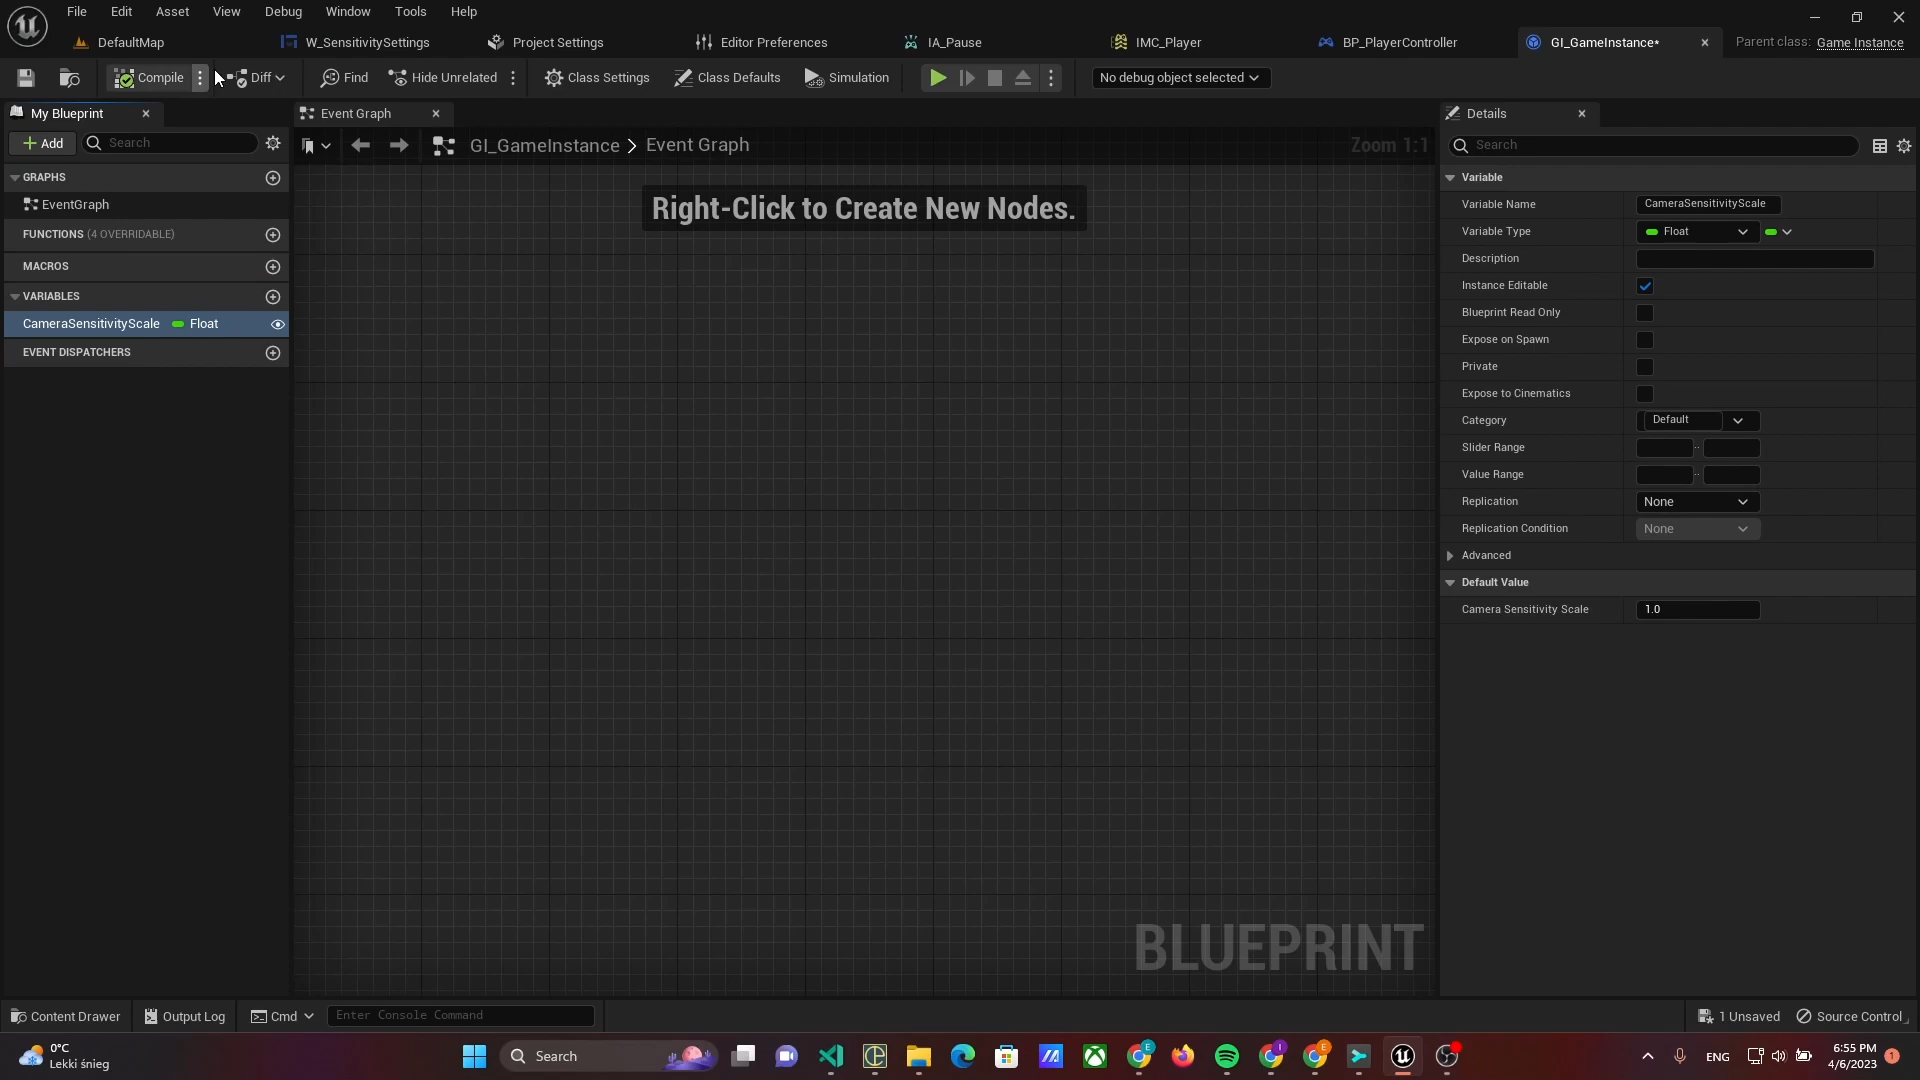 File Edit Asset View Debug Window Tools Help
DefaultMap W_SensitivitySettings Project Settings Editor Preferences IA_Pause IMC_Player BP_PlayerController GI_GameInstance* Parent class: Game Instance
Compile Diff Find Hide Unrelated Class Settings Class Defaults Simulation No debug object selected
My Blueprint
Add Search
GRAPHS
EventGraph
FUNCTIONS (4 OVERRIDABLE)
MACROS
VARIABLES
CameraSensitivityScale Float
EVENT DISPATCHERS
Event Graph
GI_GameInstance > Event Graph Zoom 1:1
Right-Click to Create New Nodes.
BLUEPRINT
Details
Search
Variable
Variable Name CameraSensitivityScale
Variable Type Float
Description
Instance Editable
Blueprint Read Only
Expose on Spawn
Private
Expose to Cinematics
Category Default
Slider Range
Value Range
Replication None
Replication Condition None
Advanced
Default Value
Camera Sensitivity Scale 1.0
Content Drawer Output Log Cmd Enter Console Command 1 Unsaved Source Control
0°C
Lekki śnieg
Search
E I E
ENG
6:55 PM
4/6/2023
1